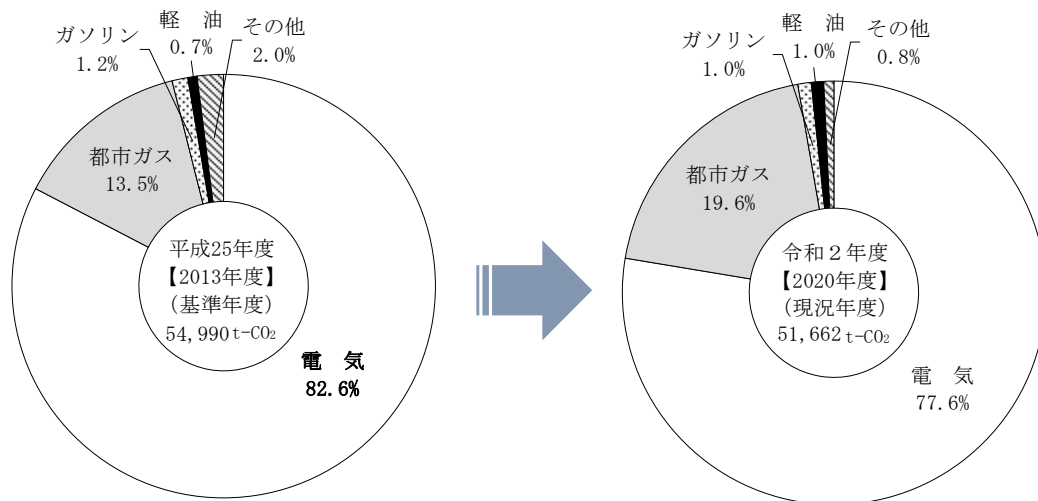 ガソリン
1.2%
軽　油
0.7%
その他
2.0%
都市ガス
13.5%
平成25年度
【2013年度】
（基準年度）
54,990t-CO₂
電　気
82.6%
ガソリン
1.0%
軽　油
1.0%
その他
0.8%
都市ガス
19.6%
令和２年度
【2020年度】
（現況年度）
51,662t-CO₂
電　気
77.6%